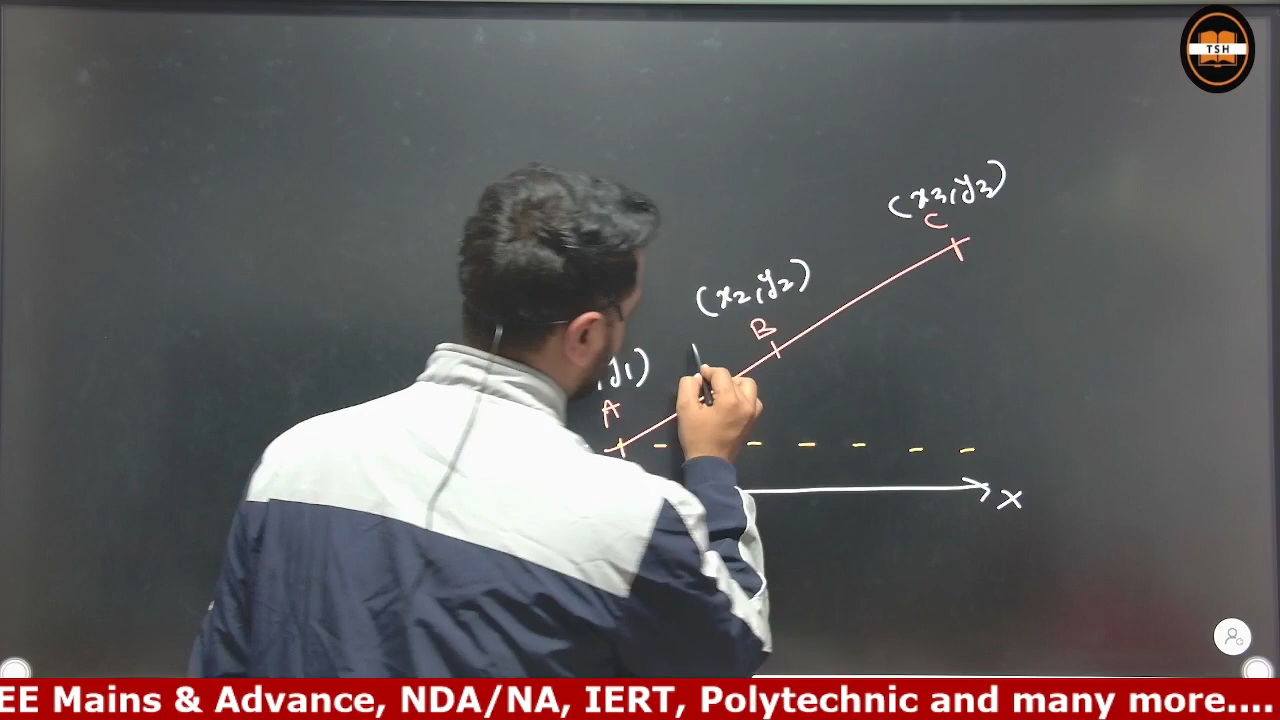 TSH
(x3,y3)
C
(x2,y2)
B
,y1)
A
X
EE Mains & Advance, NDA/NA, IERT, Polytechnic and many more....